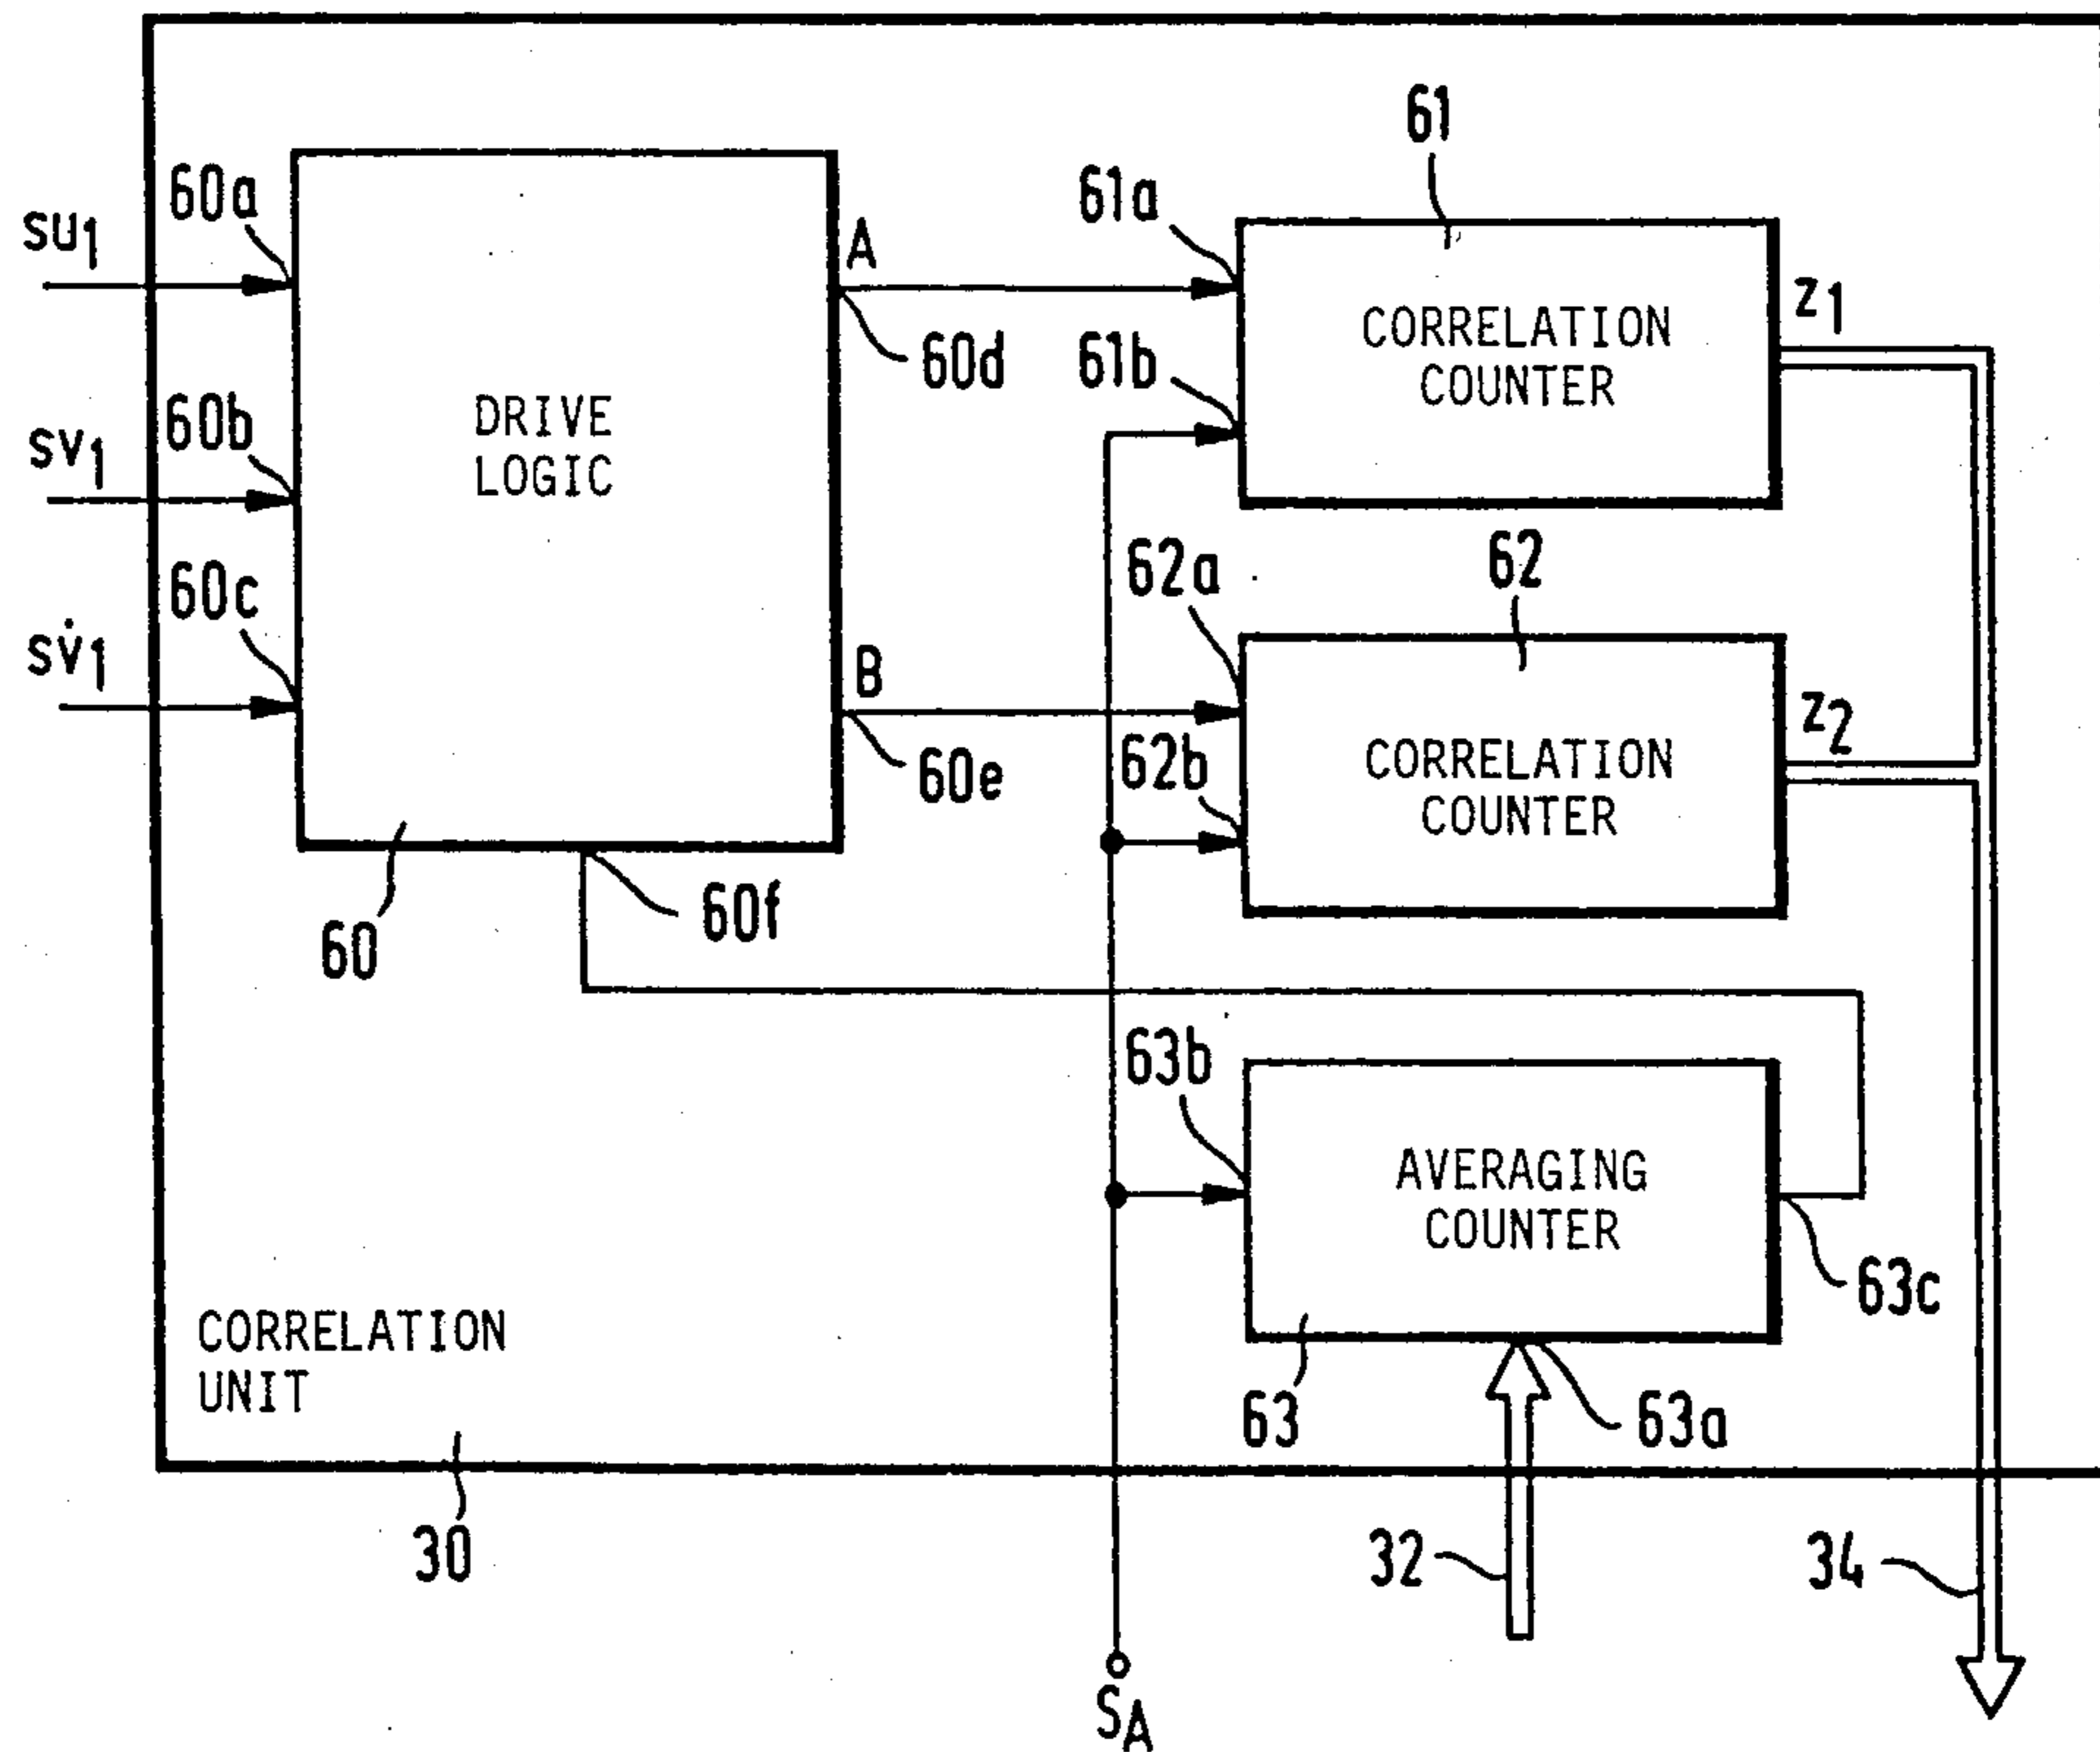 61
60a
61a
su1
A
z1
CORRELATION
COUNTER
60d
61b
60b
DRIVE
LOGIC
sv1
62
62a
60c
sv̇1
B
z2
60e
62b
CORRELATION
COUNTER
60f
60
63b
AVERAGING
COUNTER
63c
CORRELATION
UNIT
63
63a
30
32
34
SA